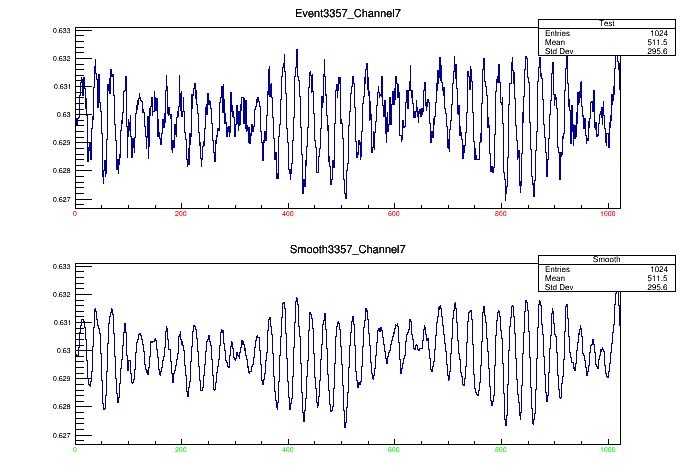 Event3357_Channel7
Test
Entries 1024
Mean 511.5
Std Dev 295.6
0.633
0.632
0.631
0.63
0.629
0.628
0.627
0 200 400 600 800 1000
Smooth3357_Channel7
Smooth
Entries 1024
Mean 511.5
Std Dev 295.6
0.633
0.632
0.631
0.63
0.629
0.628
0.627
0 200 400 600 800 1000